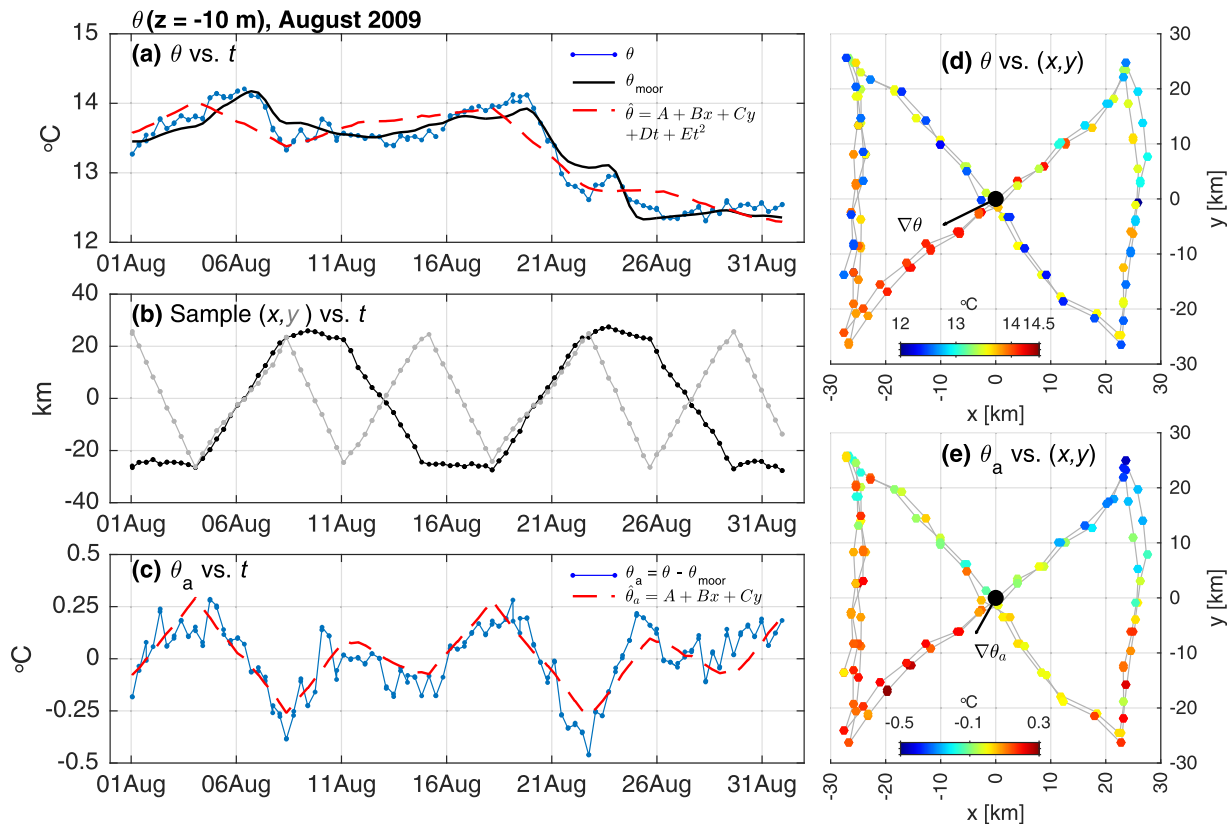 θ(z = -10 m), August 2009
(a) θ vs. t
15
14
13
12
°C
θ
θmoor
θ̂ = A + Bx + Cy
+Dt + Et²
01Aug 06Aug 11Aug 16Aug 21Aug 26Aug 31Aug
(b) Sample (x,y) vs. t
20
0
-20
-40
km
01Aug 06Aug 11Aug 16Aug 21Aug 26Aug 31Aug
(c) θa vs. t
0.5
0.25
0
-0.25
-0.5
°C
θa = θ - θmoor
θ̂a = A + Bx + Cy
01Aug 06Aug 11Aug 16Aug 21Aug 26Aug 31Aug
(d) θ vs. (x,y)
30
20
10
0
-10
-20
-30
y [km]
∇θ
°C
12 13 14 14.5
-30 -20 -10 0 10 20 30
x [km]
(e) θa vs. (x,y)
30
20
10
0
-10
-20
-30
y [km]
∇θa
°C
-0.5 -0.1 0.3
-30 -20 -10 0 10 20 30
x [km]